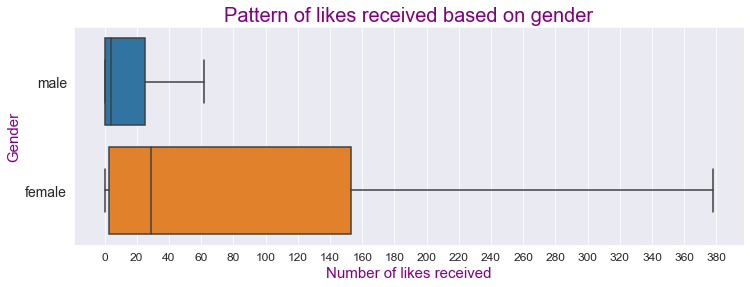 Pattern of likes received based on gender
Gender
male
female
0 20 40 60 80 100 120 140 160 180 200 220 240 260 280 300 320 340 360 380
Number of likes received